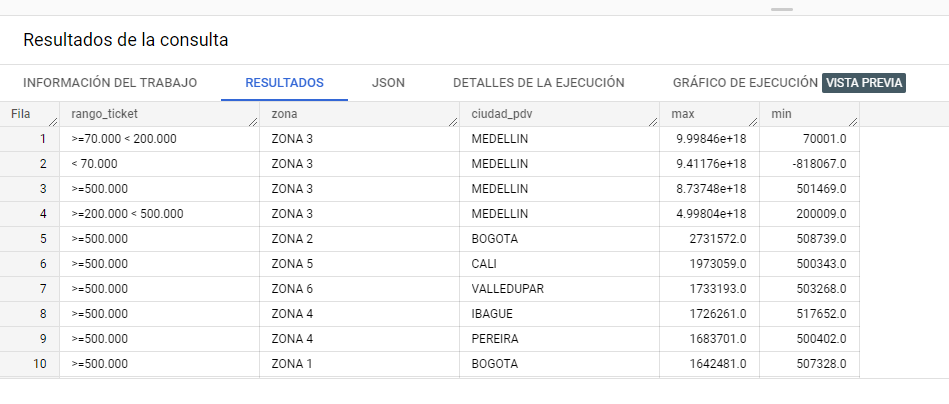 Resultados de la consulta
INFORMACIÓN DEL TRABAJO RESULTADOS JSON DETALLES DE LA EJECUCIÓN GRÁFICO DE EJECUCIÓN VISTA PREVIA
Fila rango_ticket zona ciudad_pdv max min
1 >=70.000 < 200.000 ZONA 3 MEDELLIN 9.99846e+18 70001.0
2 < 70.000 ZONA 3 MEDELLIN 9.41176e+18 -818067.0
3 >=500.000 ZONA 3 MEDELLIN 8.73748e+18 501469.0
4 >=200.000 < 500.000 ZONA 3 MEDELLIN 4.99804e+18 200009.0
5 >=500.000 ZONA 2 BOGOTA 2731572.0 508739.0
6 >=500.000 ZONA 5 CALI 1973059.0 500343.0
7 >=500.000 ZONA 6 VALLEDUPAR 1733193.0 503268.0
8 >=500.000 ZONA 4 IBAGUE 1726261.0 517652.0
9 >=500.000 ZONA 4 PEREIRA 1683701.0 500402.0
10 >=500.000 ZONA 1 BOGOTA 1642481.0 507328.0